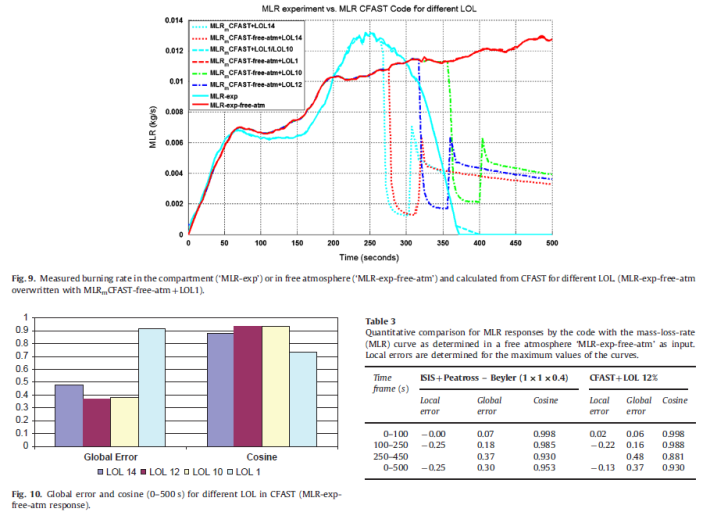 MLR experiment vs. MLR CFAST Code for different LOL
0.014
0.012
0.01
0.008
0.006
0.004
0.002
0
MLR (kg/s)
MLRmCFAST+LOL14
MLRmCFAST-free-atm+LOL14
MLRmCFAST+LOL1/LOL10
MLRmCFAST-free-atm+LOL1
MLRmCFAST-free-atm+LOL10
MLRmCFAST-free-atm+LOL12
MLR-exp
MLR-exp-free-atm
0 50 100 150 200 250 300 350 400 450 500
Time (seconds)
Fig. 9. Measured burning rate in the compartment ('MLR-exp') or in free atmosphere ('MLR-exp-free-atm') and calculated from CFAST for different LOL. (MLR-exp-free-atm
overwritten with MLRmCFAST-free-atm+LOL1).
1
0.9
0.8
0.7
0.6
0.5
0.4
0.3
0.2
0.1
0
Global Error Cosine
LOL 14 LOL 12 LOL 10 LOL 1
Fig. 10. Global error and cosine (0–500 s) for different LOL in CFAST (MLR-exp-
free-atm response).
Table 3
Quantitative comparison for MLR responses by the code with the mass-loss-rate
(MLR) curve as determined in a free atmosphere 'MLR-exp-free-atm' as input.
Local errors are determined for the maximum values of the curves.
Time ISIS+Peatross – Beyler (1 × 1 × 0.4) CFAST+LOL 12%
frame (s)
Local Global Cosine Local Global Cosine
error error error error
0–100 −0.00 0.07 0.998 0.02 0.06 0.998
100–250 −0.25 0.18 0.985 −0.22 0.16 0.988
250–450 0.37 0.930 0.48 0.881
0–500 −0.25 0.30 0.953 −0.13 0.37 0.930